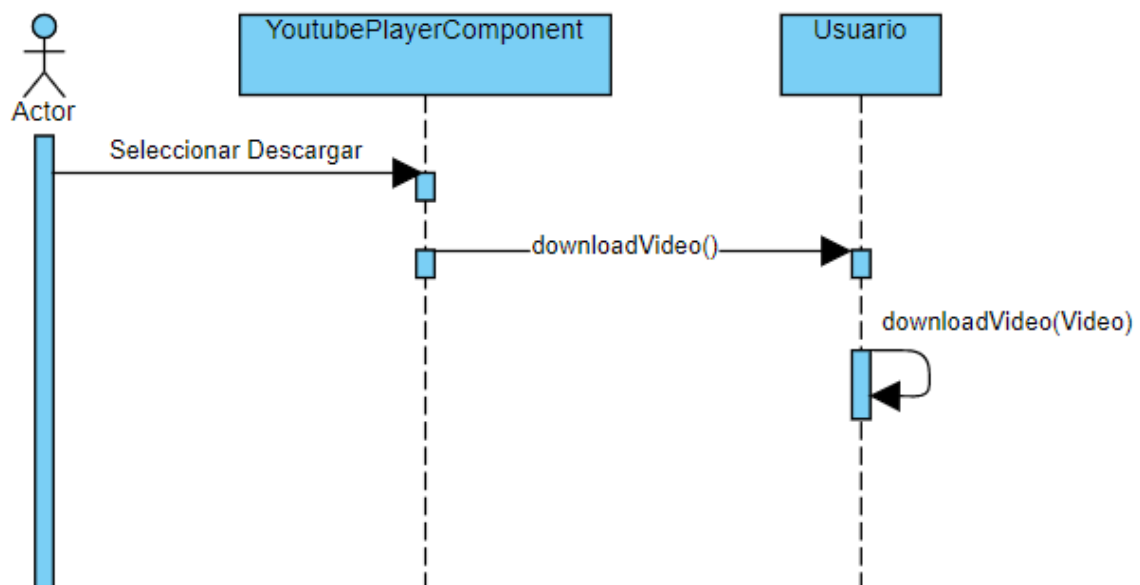 YoutubePlayerComponent
Usuario
Actor
Seleccionar Descargar
downloadVideo()
downloadVideo(Video)